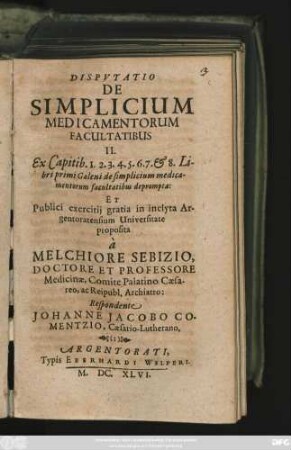 3
DISPVTATIO
DE
SIMPLICIUM
MEDICAMENTORUM
FACULTATIBUS
II.
Ex Capitib. 1. 2. 3. 4. 5. 6. 7. & 8. Li-
bri primi Galeni de simplicium medica-
mentorum facultatibus deprompta:
Et
Publici exercitij gratia in inclyta Ar-
gentoratensium Universitate
proposita
à
MELCHIORE SEBIZIO,
DOCTORE ET PROFESSORE
Medicinæ, Comite Palatino Cæsa-
reo, ac Reipubl. Archiatro:
Respondente
JOHANNE JACOBO CO-
MENTZIO, Cæsatio-Lutherano,
ARGENTORATI,
Typis EBERHARDI WELPERI.
M. DC. XLVI.